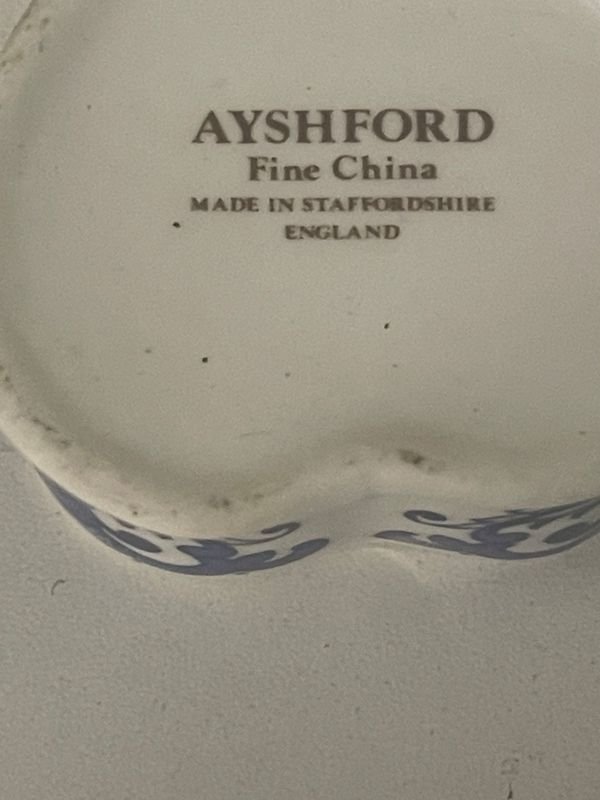 AYSHFORD
Fine China
MADE IN STAFFORDSHIRE
ENGLAND